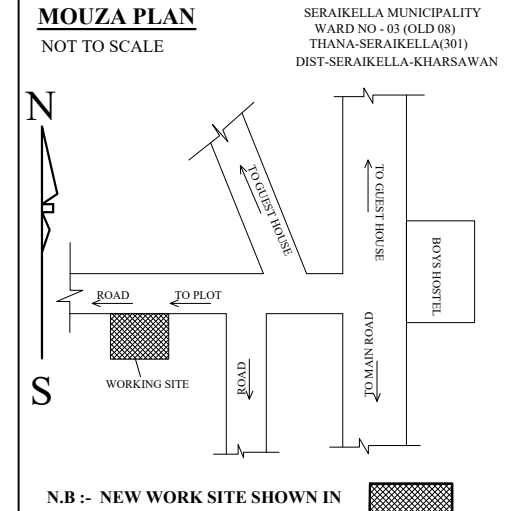 MOUZA PLAN
NOT TO SCALE
SERAIKELLA MUNICIPALITY
WARD NO - 03 (OLD 08)
THANA-SERAIKELLA(301)
DIST-SERAIKELLA-KHARSAWAN
N
TO GUEST HOUSE
TO GUEST HOUSE
BOYS HOSTEL
ROAD
TO PLOT
WORKING SITE
ROAD
TO MAIN ROAD
S
N.B :- NEW WORK SITE SHOWN IN